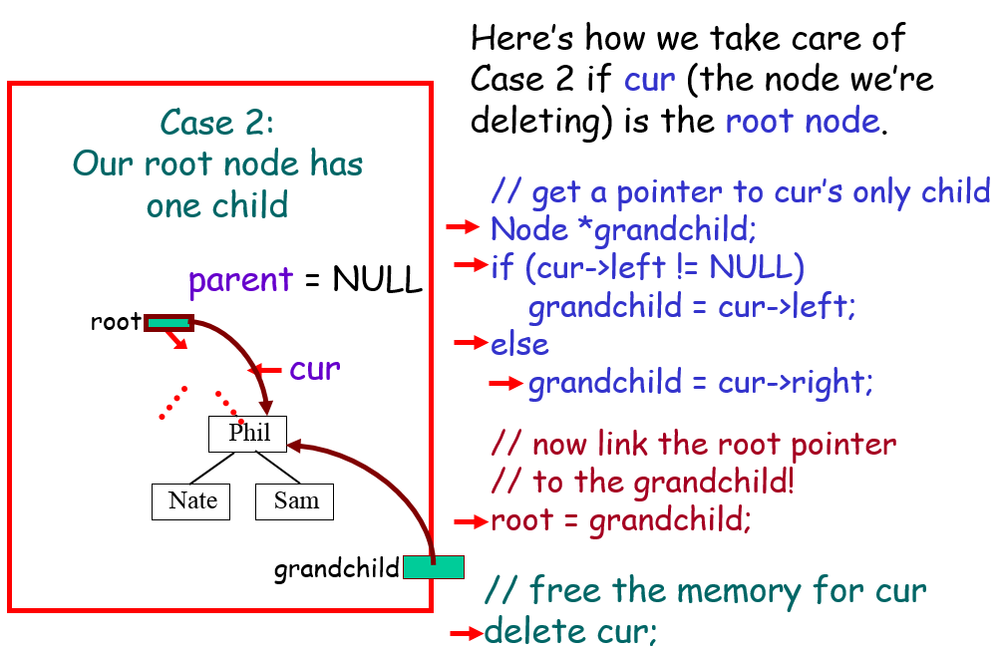 Here's how we take care of
Case 2 if cur (the node we're
deleting) is the root node.
Case 2:
Our root node has
one child
parent = NULL
root
cur
Phil
Nate
Sam
grandchild
// get a pointer to cur's only child
Node *grandchild;
if (cur->left != NULL)
grandchild = cur->left;
else
grandchild = cur->right;
// now link the root pointer
// to the grandchild!
root = grandchild;
// free the memory for cur
delete cur;